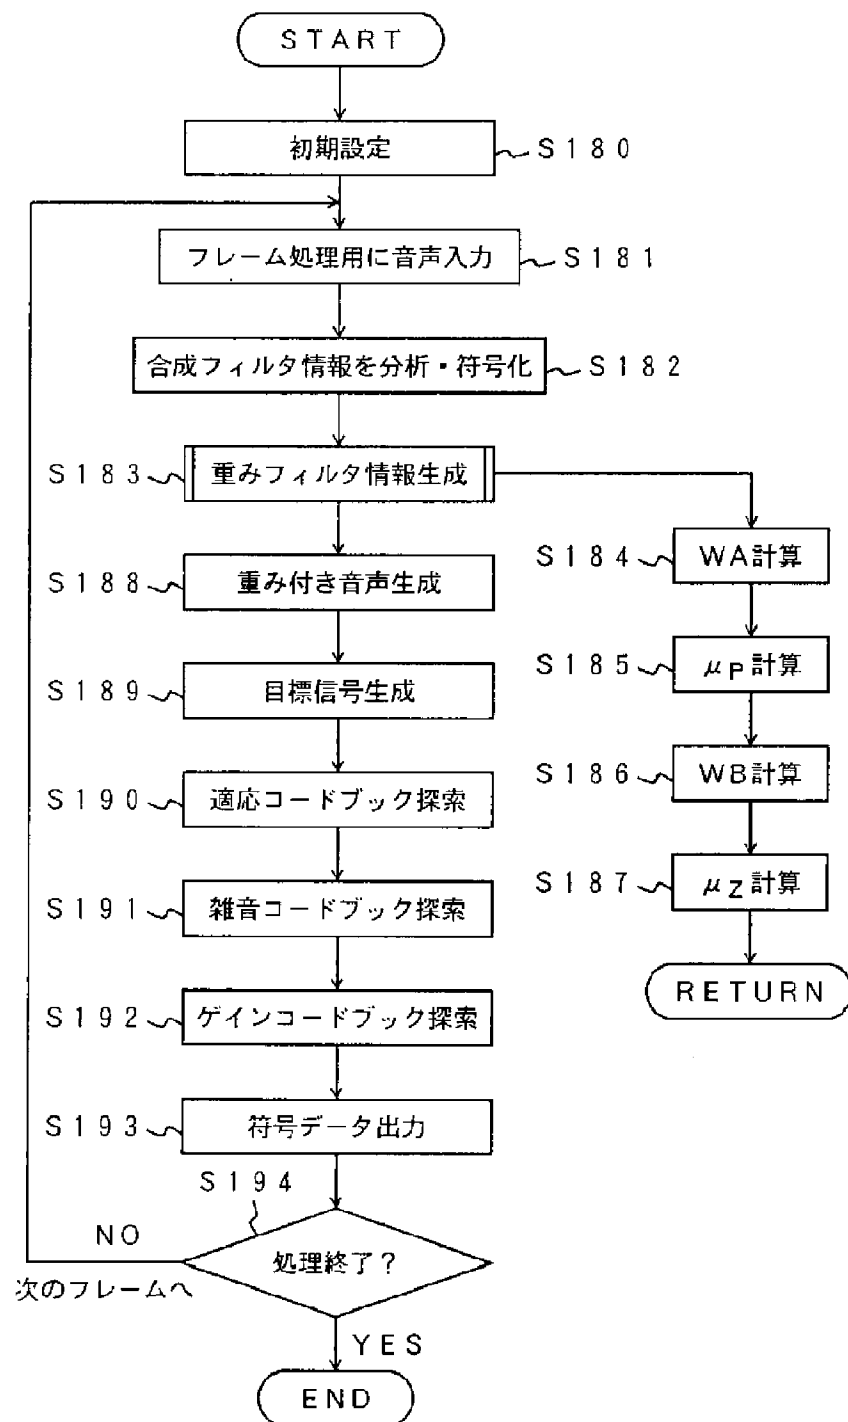 START
初期設定
S180
フレーム処理用に音声入力
S181
合成フィルタ情報を分析・符号化
S182
S183
重みフィルタ情報生成
S184
WA計算
S188
重み付き音声生成
S185
μP計算
S189
目標信号生成
S186
WB計算
S190
適応コードブック探索
S187
μZ計算
S191
雑音コードブック探索
RETURN
S192
ゲインコードブック探索
S193
符号データ出力
S194
NO
処理終了?
次のフレームへ
YES
END